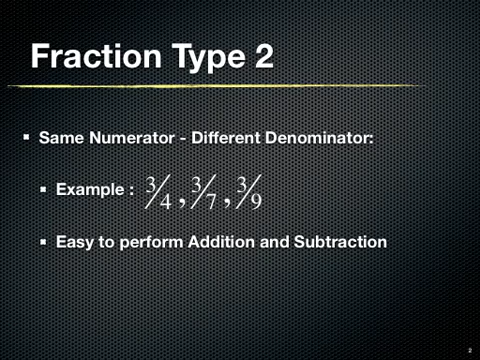 Fraction Type 2
▪ Same Numerator - Different Denominator:
▪ Example : 3/4, 3/7, 3/9
▪ Easy to perform Addition and Subtraction
2